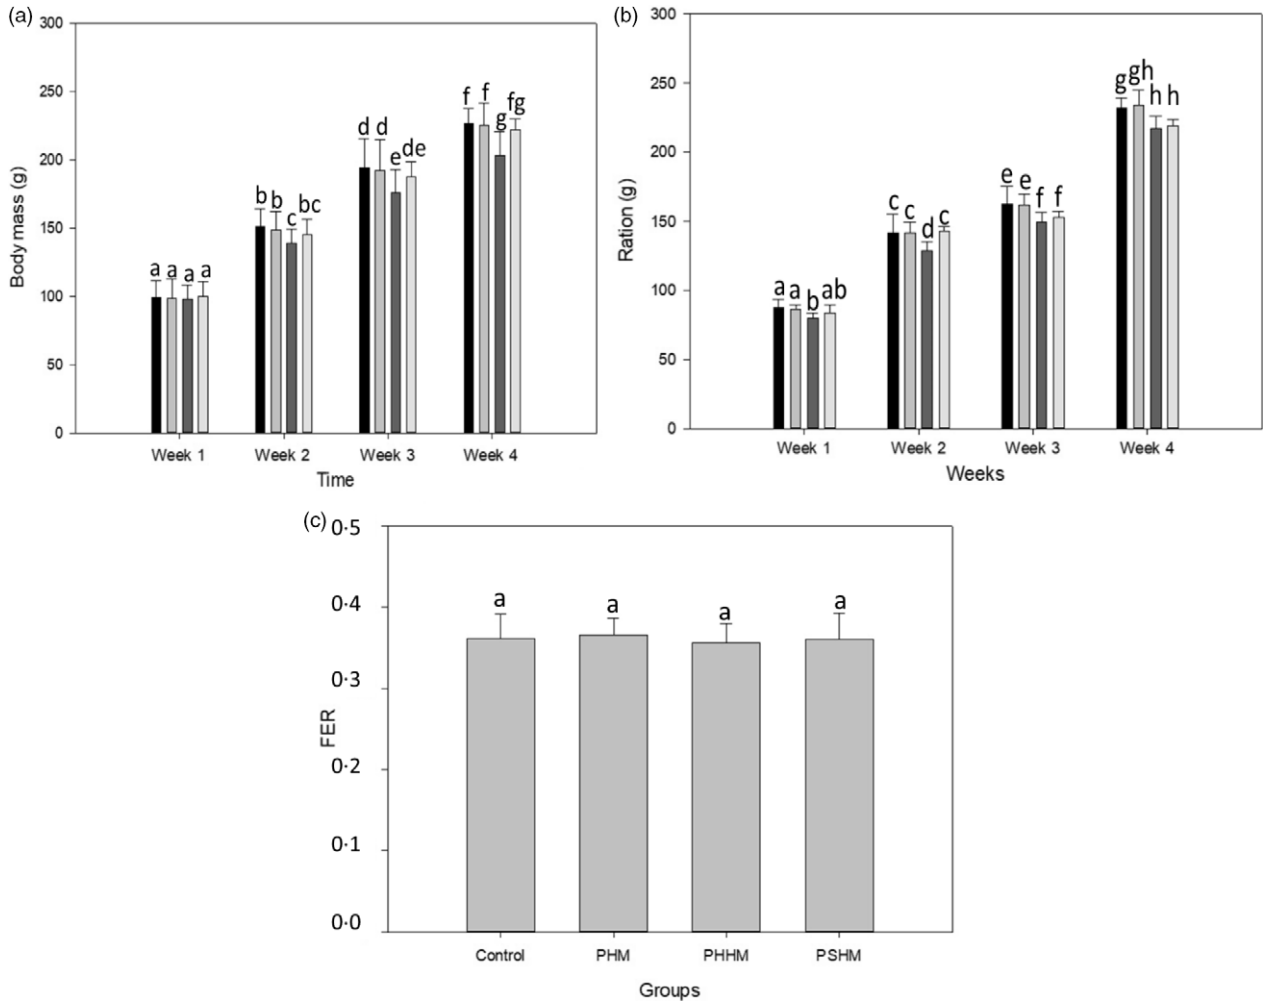 (a)
300
250
200
150
100
50
0
Body mass (g)
a a a a
b b c bc
d d e de
f f g fg
Week 1 Week 2 Week 3 Week 4
Time
(b)
300
250
200
150
100
50
0
Ration (g)
a a b ab
c c d c
e e f f
g gh h h
Week 1 Week 2 Week 3 Week 4
Weeks
(c)
0·5
0·4
0·3
0·2
0·1
0·0
FER
a a a a
Control PHM PHHM PSHM
Groups